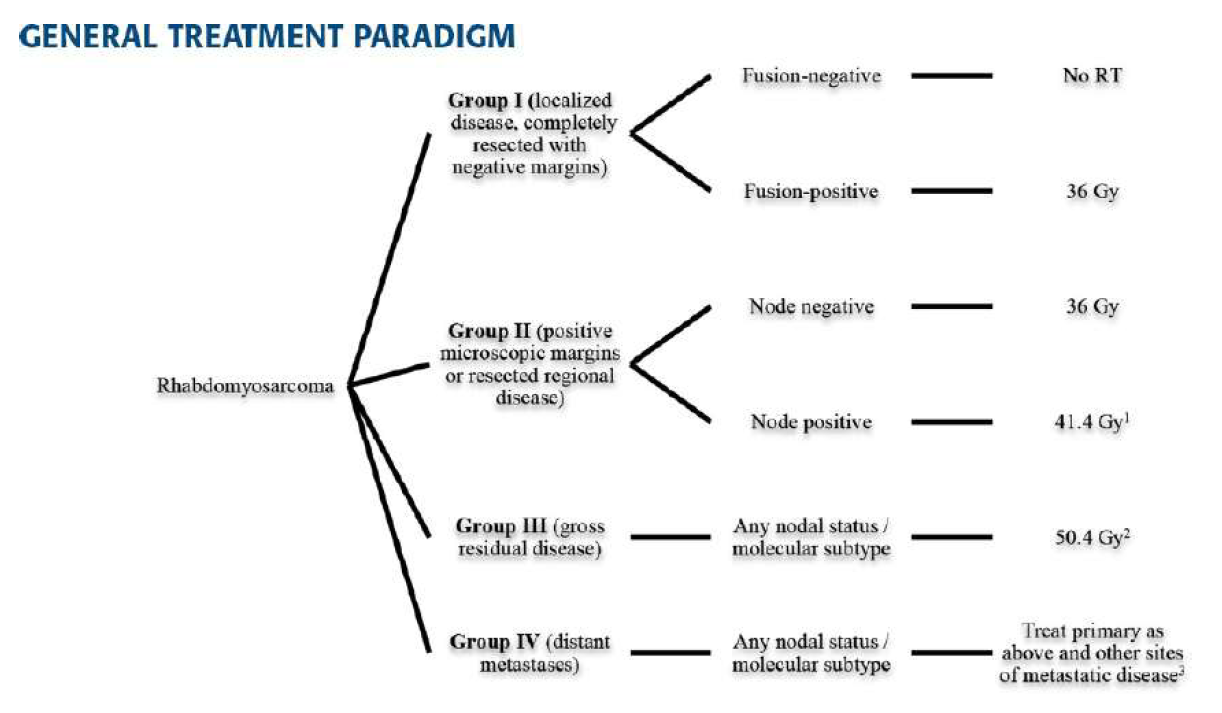 GENERAL TREATMENT PARADIGM
Rhabdomyosarcoma
Group I (localized
disease, completely
resected with
negative margins)
Fusion-negative
No RT
Fusion-positive
36 Gy
Group II (positive
microscopic margins
or resected regional
disease)
Node negative
36 Gy
Node positive
41.4 Gy¹
Group III (gross
residual disease)
Any nodal status /
molecular subtype
50.4 Gy²
Group IV (distant
metastases)
Any nodal status /
molecular subtype
Treat primary as
above and other sites
of metastatic disease³